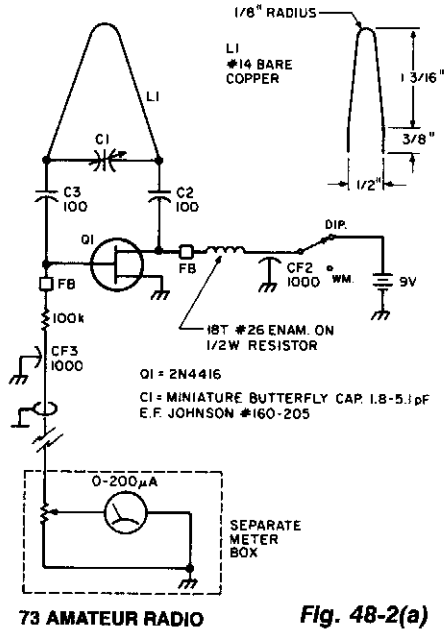 1/8" RADIUS
L1
#14 BARE
COPPER
1 3/16"
3/8"
1/2"
L1
C1
C3
100
C2
100
Q1
FB
FB
DIP.
CF2
1000
WM.
9V
100k
18T #26 ENAM. ON
1/2W RESISTOR
CF3
1000
Q1 = 2N4416
C1 = MINIATURE BUTTERFLY CAP. 1.8-5.1pF
E.F. JOHNSON #160-205
0-200µA
SEPARATE
METER
BOX
73 AMATEUR RADIO
Fig. 48-2(a)